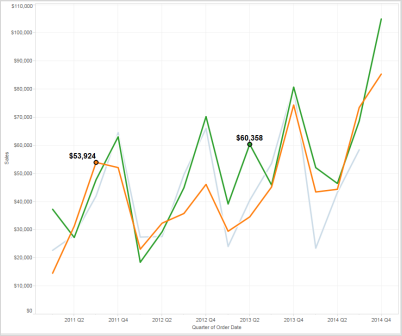 $110,000
$100,000
$90,000
$80,000
$70,000
$60,000
$50,000
$40,000
$30,000
$20,000
$10,000
$0
Sales
$53,924
$60,358
2011 Q2
2011 Q4
2012 Q2
2012 Q4
2013 Q2
2013 Q4
2014 Q2
2014 Q4
Quarter of Order Date